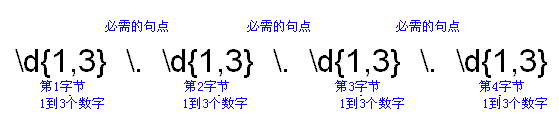 必需的句点 必需的句点 必需的句点
\d{1,3} \. \d{1,3} \. \d{1,3} \. \d{1,3}
第1字节 第2字节 第3字节 第4字节
1到3个数字 1到3个数字 1到3个数字 1到3个数字